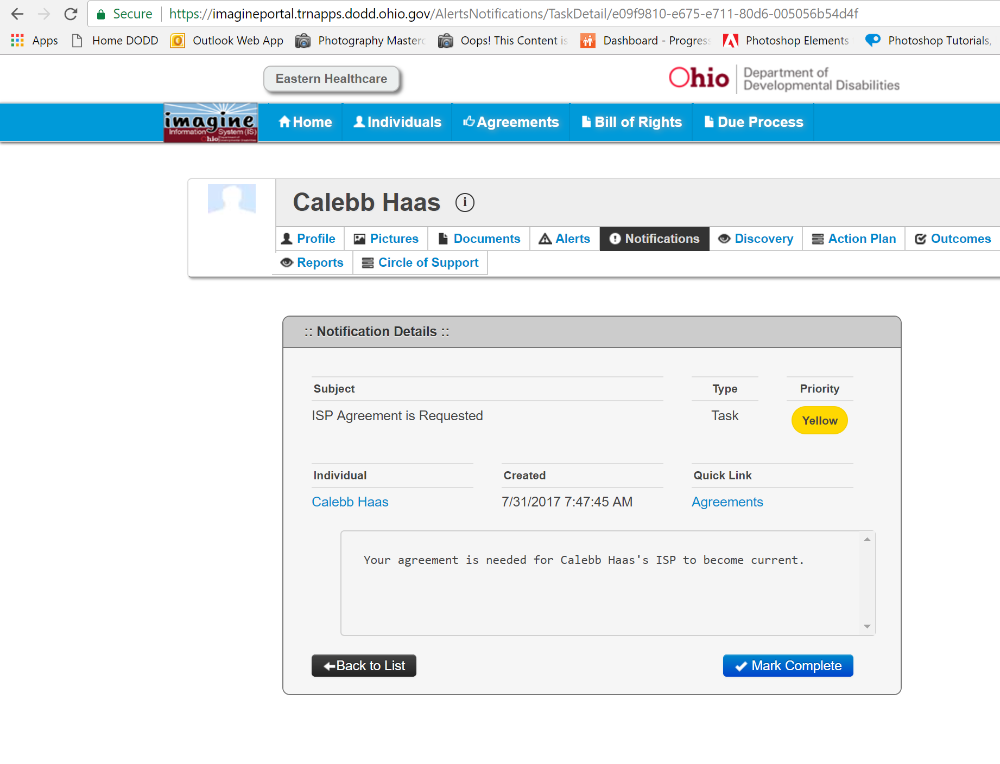 Secure https://imagineportal.trnapps.dodd.ohio.gov/AlertsNotifications/TaskDetail/e09f9810-e675-e711-80d6-005056b54d4f
Apps Home DODD Outlook Web App Photography Masterc Oops! This Content is Dashboard - Progress Photoshop Elements Photoshop Tutorials,
Eastern Healthcare
Ohio Department of
Developmental Disabilities
imagine
Information System (IS)
Ohio
Home Individuals Agreements Bill of Rights Due Process
Calebb Haas i
Profile Pictures Documents Alerts Notifications Discovery Action Plan Outcomes
Reports Circle of Support
:: Notification Details ::
Subject Type Priority
ISP Agreement is Requested Task Yellow
Individual Created Quick Link
Calebb Haas 7/31/2017 7:47:45 AM Agreements
Your agreement is needed for Calebb Haas's ISP to become current.
Back to List Mark Complete